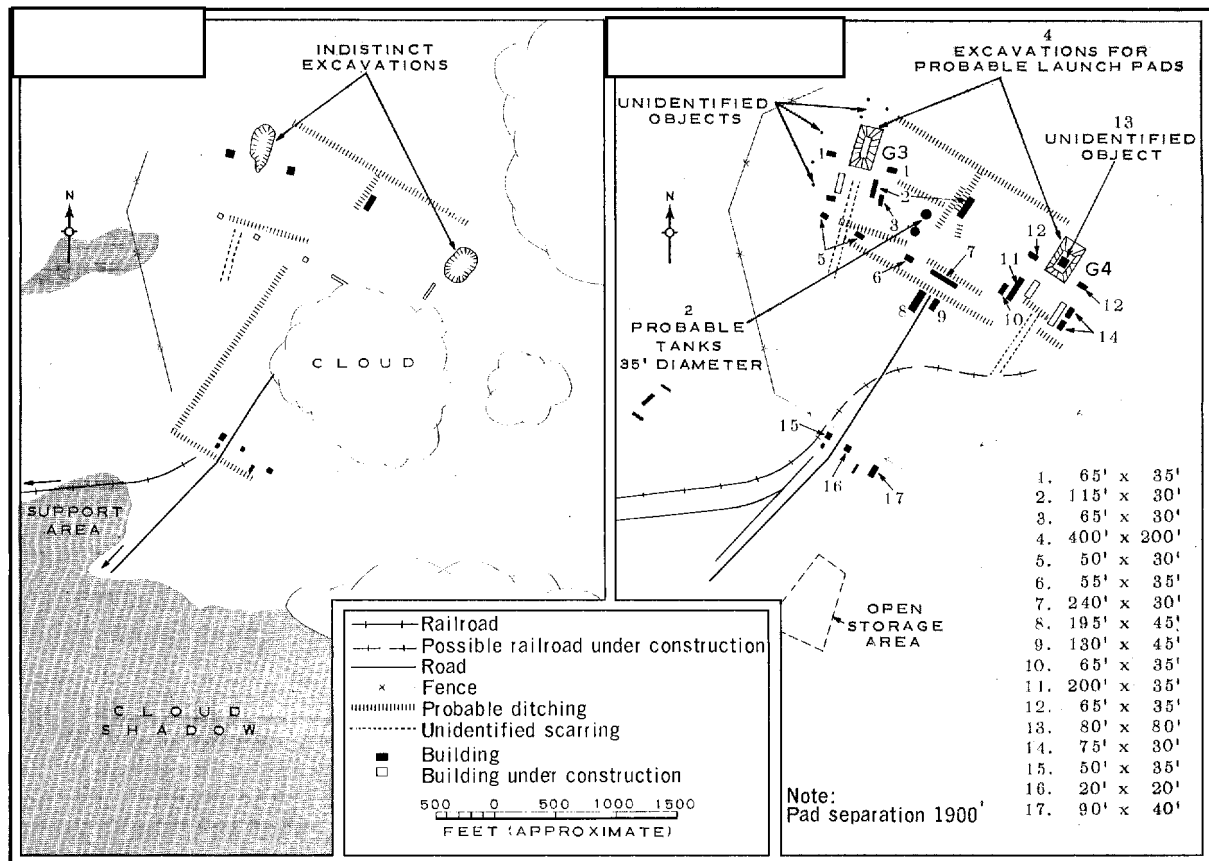 INDISTINCT
EXCAVATIONS
N
CLOUD
SUPPORT
AREA
CLOUD
SHADOW
4
EXCAVATIONS FOR
PROBABLE LAUNCH PADS
UNIDENTIFIED
OBJECTS
13
UNIDENTIFIED
OBJECT
1
G3
1
2
3
N
12
7
11
G4
5
6
12
10
8
9
14
2
PROBABLE
TANKS
35' DIAMETER
15
16
17
OPEN
STORAGE
AREA
1. 65' x 35'
2. 115' x 30'
3. 65' x 30'
4. 400' x 200'
5. 50' x 30'
6. 55' x 35'
7. 240' x 30'
8. 195' x 45'
9. 130' x 45'
10. 65' x 35'
11. 200' x 35'
12. 65' x 35'
13. 80' x 80'
14. 75' x 30'
15. 50' x 35'
16. 20' x 20'
17. 90' x 40'
Note:
Pad separation 1900'
Railroad
Possible railroad under construction
Road
Fence
Probable ditching
Unidentified scarring
Building
Building under construction
500 0 500 1000 1500
FEET (APPROXIMATE)